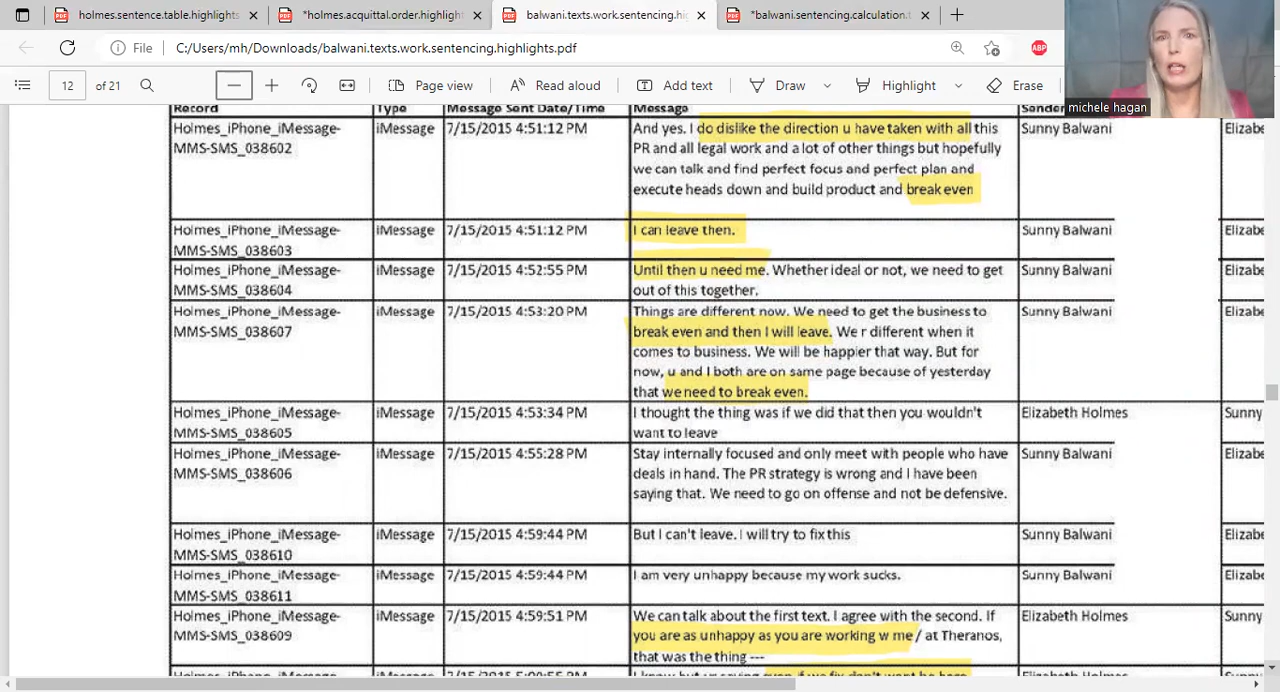 holmes.sentence.table.highlights
*holmes.acquittal.order.highligh
balwani.texts.work.sentencing.hi
*balwani.sentencing.calculation.t
File
C:/Users/mh/Downloads/balwani.texts.work.sentencing.highlights.pdf
ABP
12 of 21
Page view
Read aloud
Add text
Draw
Highlight
Erase
michele hagan
Record Type Message Sent Date/Time Message Sender
Holmes_iPhone_iMessage- iMessage 7/15/2015 4:51:12 PM And yes. I do dislike the direction u have taken with all this Sunny Balwani Elizabe
MMS-SMS_038602 PR and all legal work and a lot of other things but hopefully
we can talk and find perfect focus and perfect plan and
execute heads down and build product and break even
Holmes_iPhone_iMessage- iMessage 7/15/2015 4:51:12 PM I can leave then. Sunny Balwani Elizabe
MMS-SMS_038603
Holmes_iPhone_iMessage- iMessage 7/15/2015 4:52:55 PM Until then u need me. Whether ideal or not, we need to get Sunny Balwani Elizabe
MMS-SMS_038604 out of this together.
Holmes_iPhone_iMessage- iMessage 7/15/2015 4:53:20 PM Things are different now. We need to get the business to Sunny Balwani Elizabe
MMS-SMS_038607 break even and then I will leave. We r different when it
comes to business. We will be happier that way. But for
now, u and I both are on same page because of yesterday
that we need to break even.
Holmes_iPhone_iMessage- iMessage 7/15/2015 4:53:34 PM I thought the thing was if we did that then you wouldn't Elizabeth Holmes Sunny
MMS-SMS_038605 want to leave
Holmes_iPhone_iMessage- iMessage 7/15/2015 4:55:28 PM Stay internally focused and only meet with people who have Sunny Balwani Elizabe
MMS-SMS_038606 deals in hand. The PR strategy is wrong and I have been
saying that. We need to go on offense and not be defensive.
Holmes_iPhone_iMessage- iMessage 7/15/2015 4:59:44 PM But I can't leave. I will try to fix this Sunny Balwani Elizabe
MMS-SMS_038610
Holmes_iPhone_iMessage- iMessage 7/15/2015 4:59:44 PM I am very unhappy because my work sucks. Sunny Balwani Elizabe
MMS-SMS_038611
Holmes_iPhone_iMessage- iMessage 7/15/2015 4:59:51 PM We can talk about the first text. I agree with the second. If Elizabeth Holmes Sunny
MMS-SMS_038609 you are as unhappy as you are working w me / at Theranos,
that was the thing ---